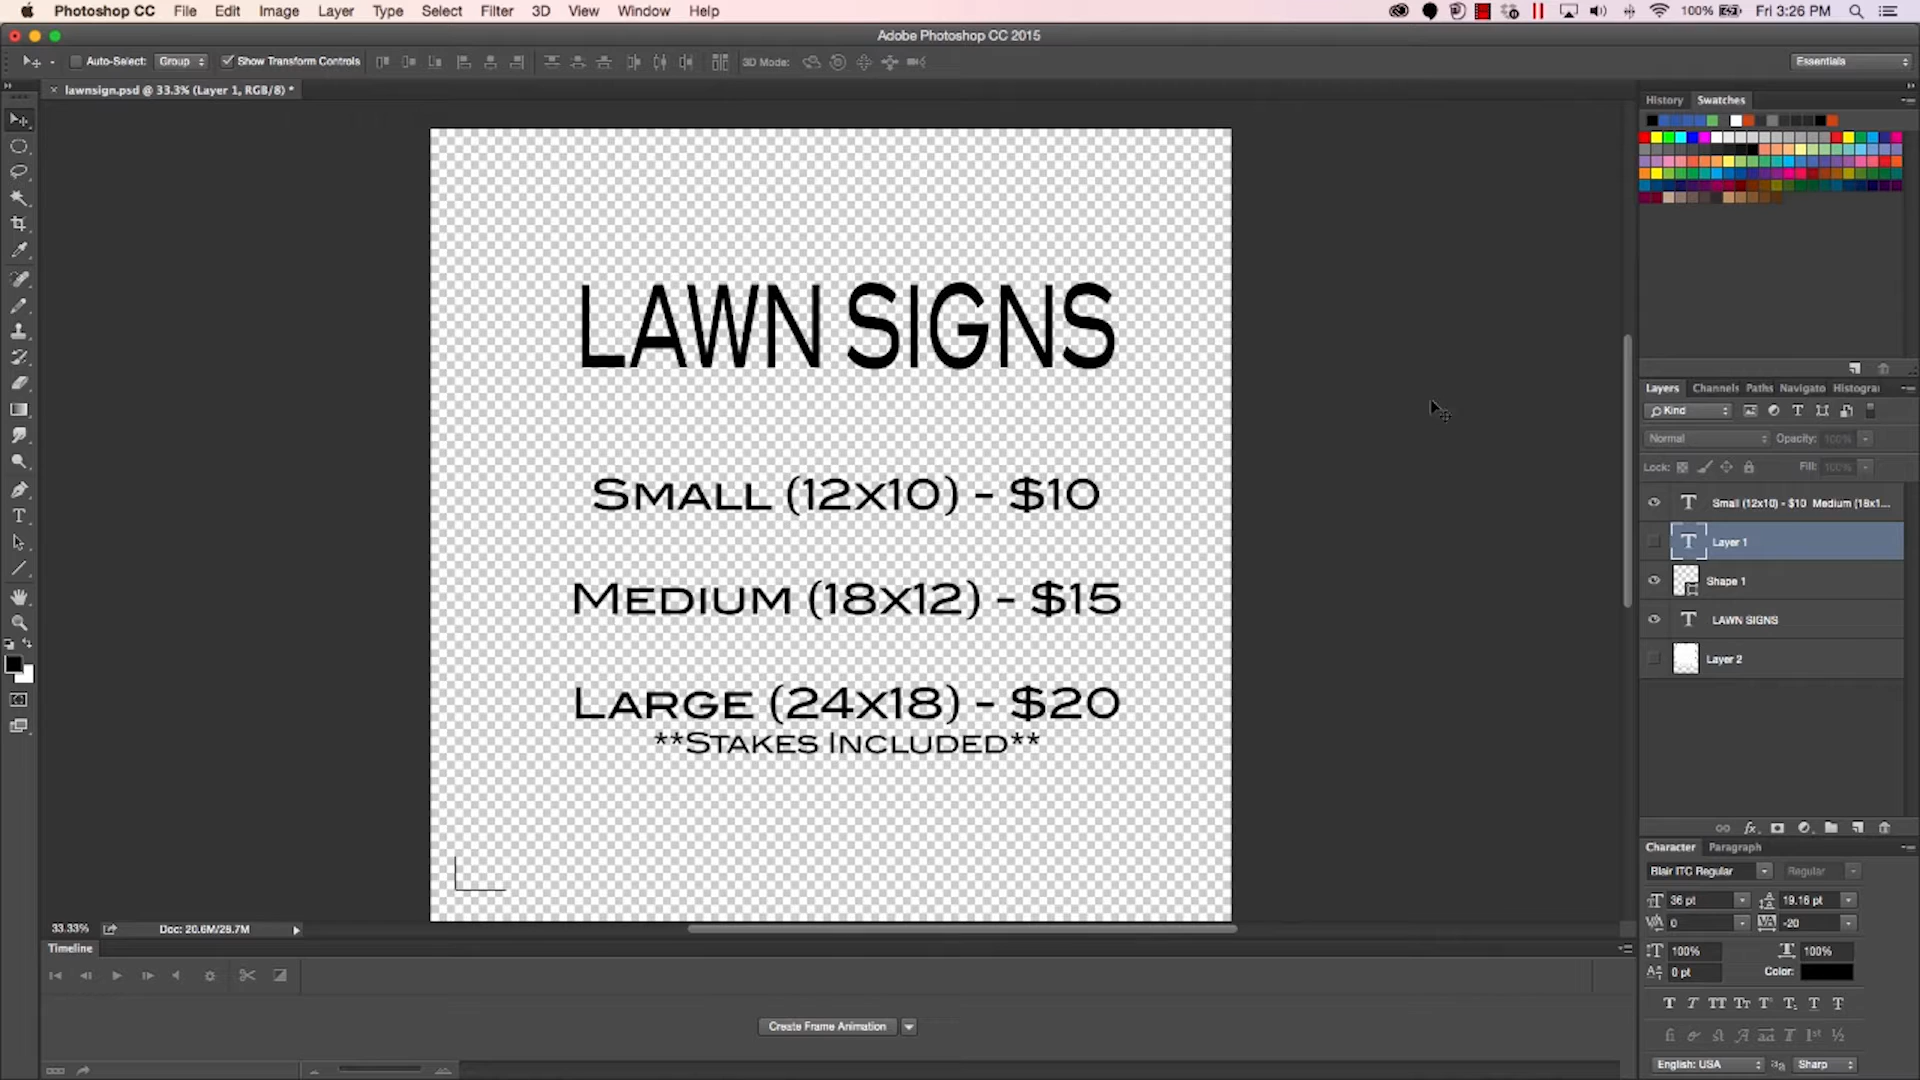 Photoshop CC File Edit Image Layer Type Select Filter 3D View Window Help 100% Fri 3:26 PM
Adobe Photoshop CC 2015
Auto-Select: Group Show Transform Controls 3D Mode: Essentials
lawnsign.psd @ 33.3% (Layer 1, RGB/8) *
History Swatches
LAWN SIGNS
SMALL (12X10) - $10
MEDIUM (18X12) - $15
LARGE (24X18) - $20
**STAKES INCLUDED**
Layers Channels Paths Navigato Histogra
Kind
Normal Opacity: 100%
Lock: Fill: 100%
Small (12x10) - $10 Medium (18x1...
Layer 1
Shape 1
LAWN SIGNS
Layer 2
Character Paragraph
Blair ITC Regular Regular
36 pt 19.16 pt
0 -20
100% 100%
0 pt Color:
English: USA Sharp
33.33% Doc: 20.6M/28.7M
Timeline
Create Frame Animation